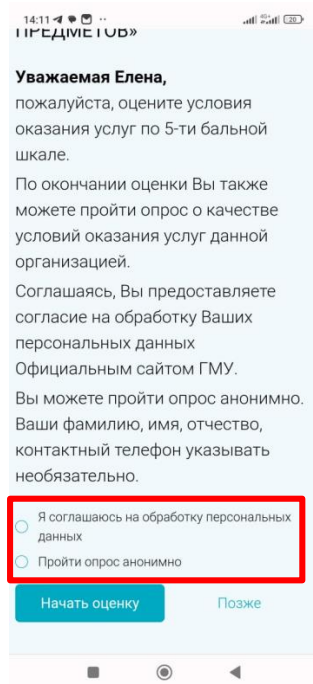 14:11
4G+
20
ПРЕДМЕТОВ»
Уважаемая Елена,
пожалуйста, оцените условия
оказания услуг по 5-ти бальной
шкале.
По окончании оценки Вы также
можете пройти опрос о качестве
условий оказания услуг данной
организацией.
Соглашаясь, Вы предоставляете
согласие на обработку Ваших
персональных данных
Официальным сайтом ГМУ.
Вы можете пройти опрос анонимно.
Ваши фамилию, имя, отчество,
контактный телефон указывать
необязательно.
Я соглашаюсь на обработку персональных
данных
Пройти опрос анонимно
Начать оценку
Позже